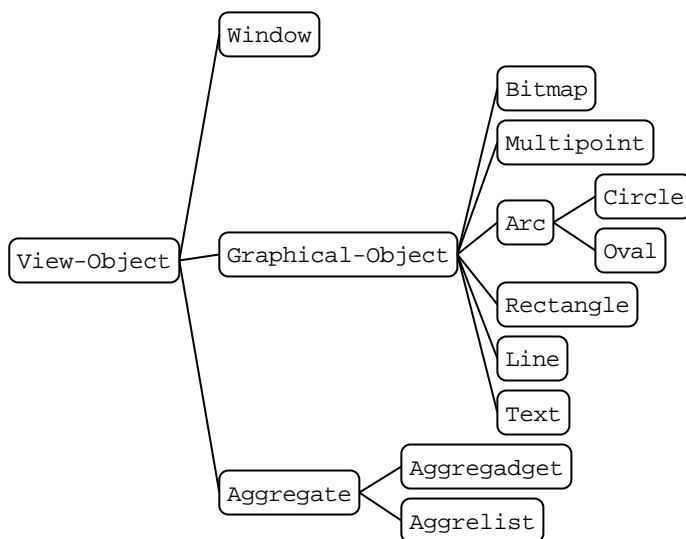 Window
Bitmap
Multipoint
Circle
Arc
Oval
View-Object
Graphical-Object
Rectangle
Line
Text
Aggregadget
Aggregate
Aggrelist